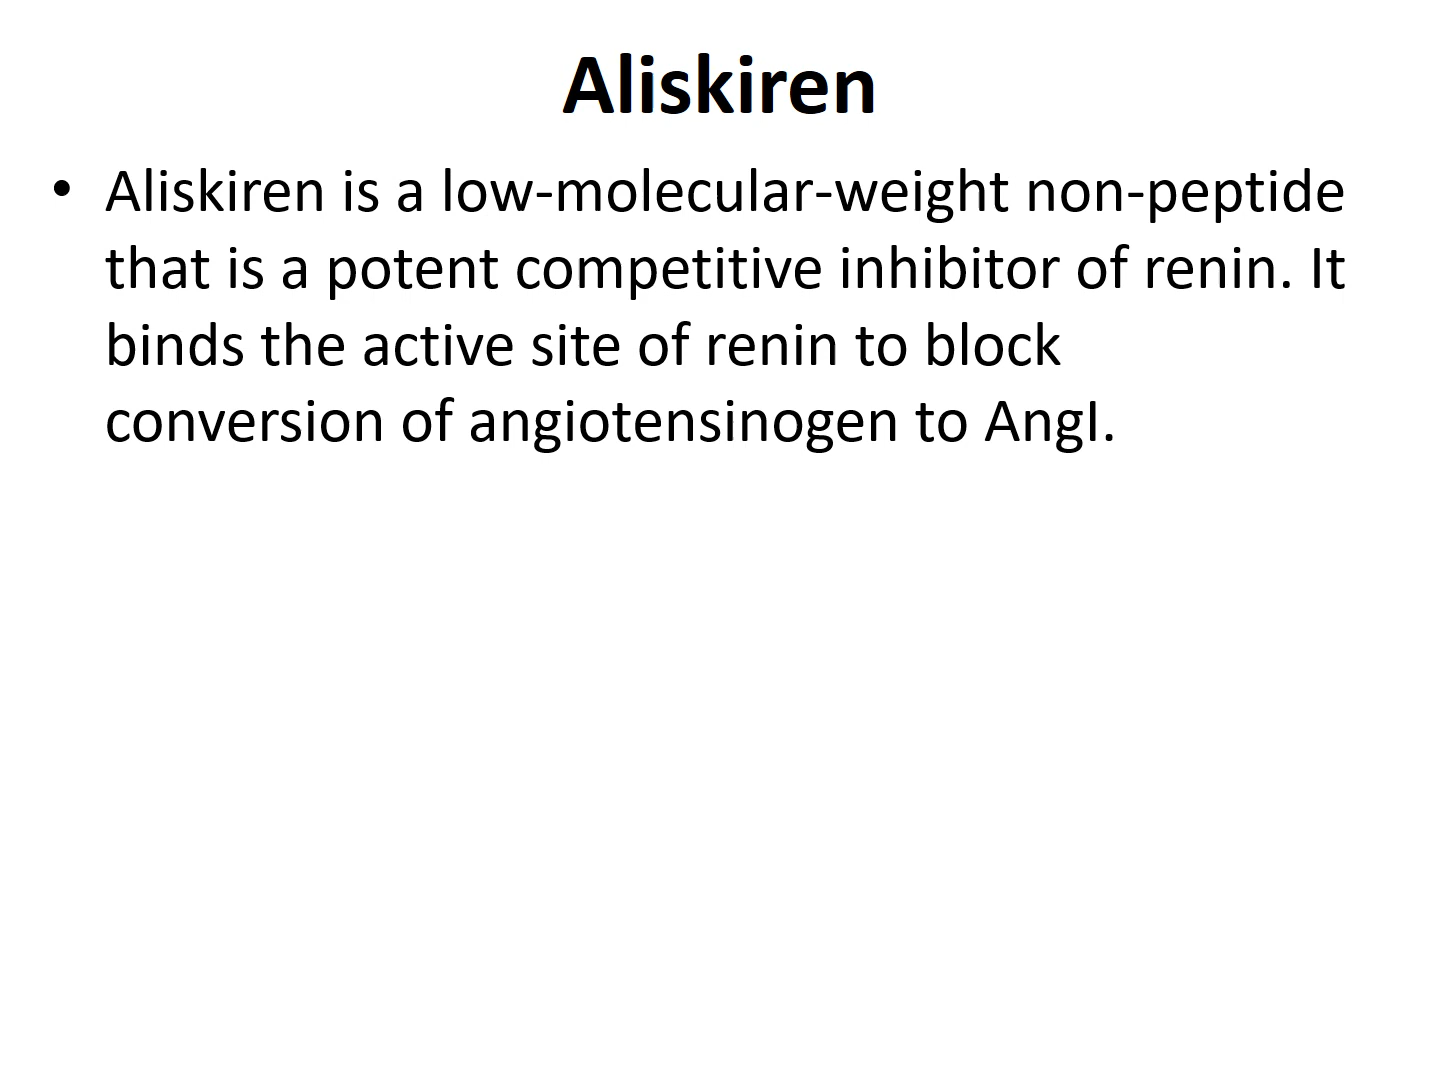 Aliskiren
• Aliskiren is a low-molecular-weight non-peptide
that is a potent competitive inhibitor of renin. It
binds the active site of renin to block
conversion of angiotensinogen to AngI.